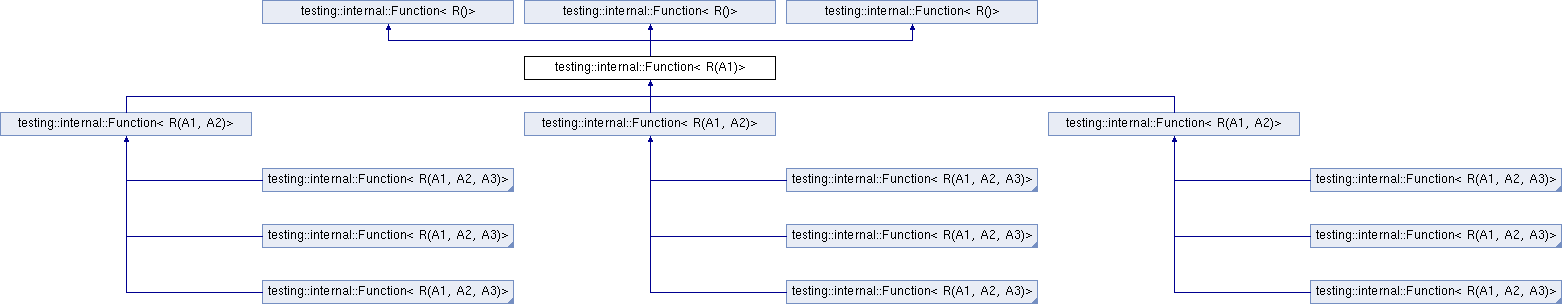 testing::internal::Function< R()>
testing::internal::Function< R()>
testing::internal::Function< R()>
testing::internal::Function< R(A1)>
testing::internal::Function< R(A1, A2)>
testing::internal::Function< R(A1, A2)>
testing::internal::Function< R(A1, A2)>
testing::internal::Function< R(A1, A2, A3)>
testing::internal::Function< R(A1, A2, A3)>
testing::internal::Function< R(A1, A2, A3)>
testing::internal::Function< R(A1, A2, A3)>
testing::internal::Function< R(A1, A2, A3)>
testing::internal::Function< R(A1, A2, A3)>
testing::internal::Function< R(A1, A2, A3)>
testing::internal::Function< R(A1, A2, A3)>
testing::internal::Function< R(A1, A2, A3)>